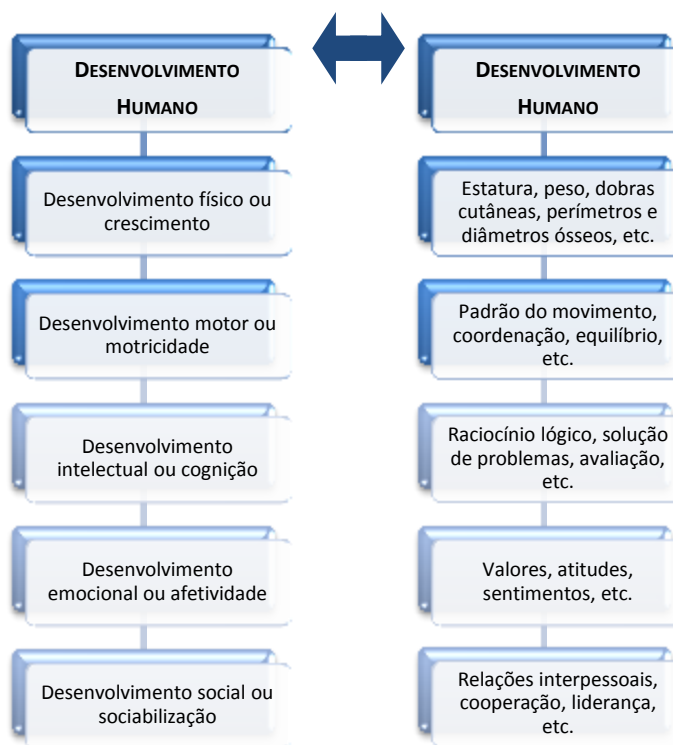 DESENVOLVIMENTO
HUMANO
Desenvolvimento físico ou
crescimento
Desenvolvimento motor ou
motricidade
Desenvolvimento
intelectual ou cognição
Desenvolvimento
emocional ou afetividade
Desenvolvimento social ou
sociabilização
DESENVOLVIMENTO
HUMANO
Estatura, peso, dobras
cutâneas, perímetros e
diâmetros ósseos, etc.
Padrão do movimento,
coordenação, equilíbrio,
etc.
Raciocínio lógico, solução
de problemas, avaliação,
etc.
Valores, atitudes,
sentimentos, etc.
Relações interpessoais,
cooperação, liderança,
etc.